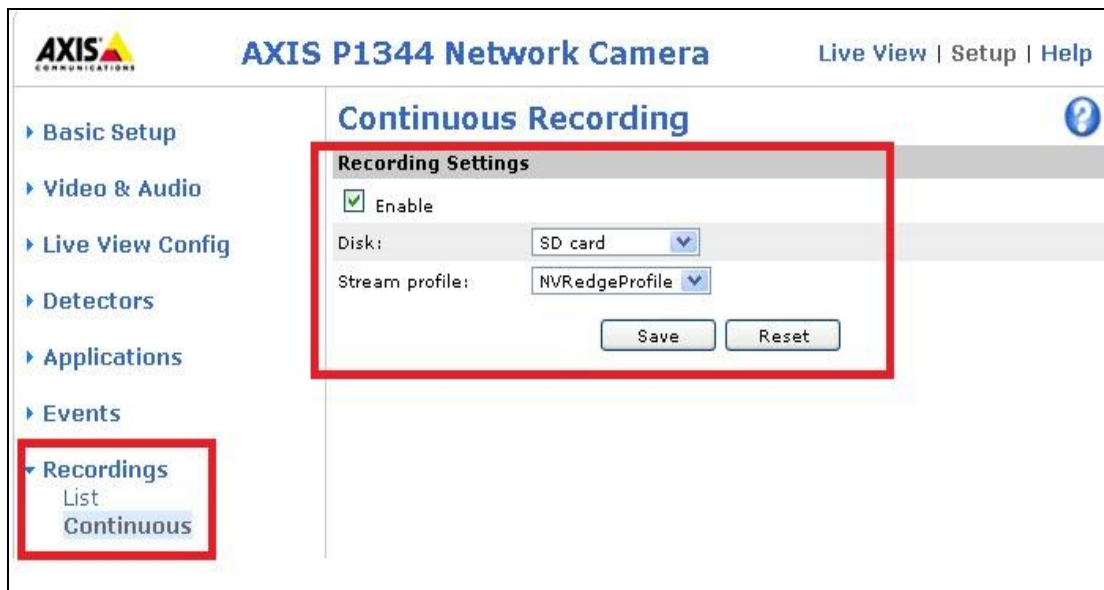 AXIS
COMMUNICATIONS
AXIS P1344 Network Camera
Live View | Setup | Help
Basic Setup
Video & Audio
Live View Config
Detectors
Applications
Events
Recordings
List
Continuous
Continuous Recording
?
Recording Settings
Enable
Disk: SD card
Stream profile: NVRedgeProfile
Save Reset